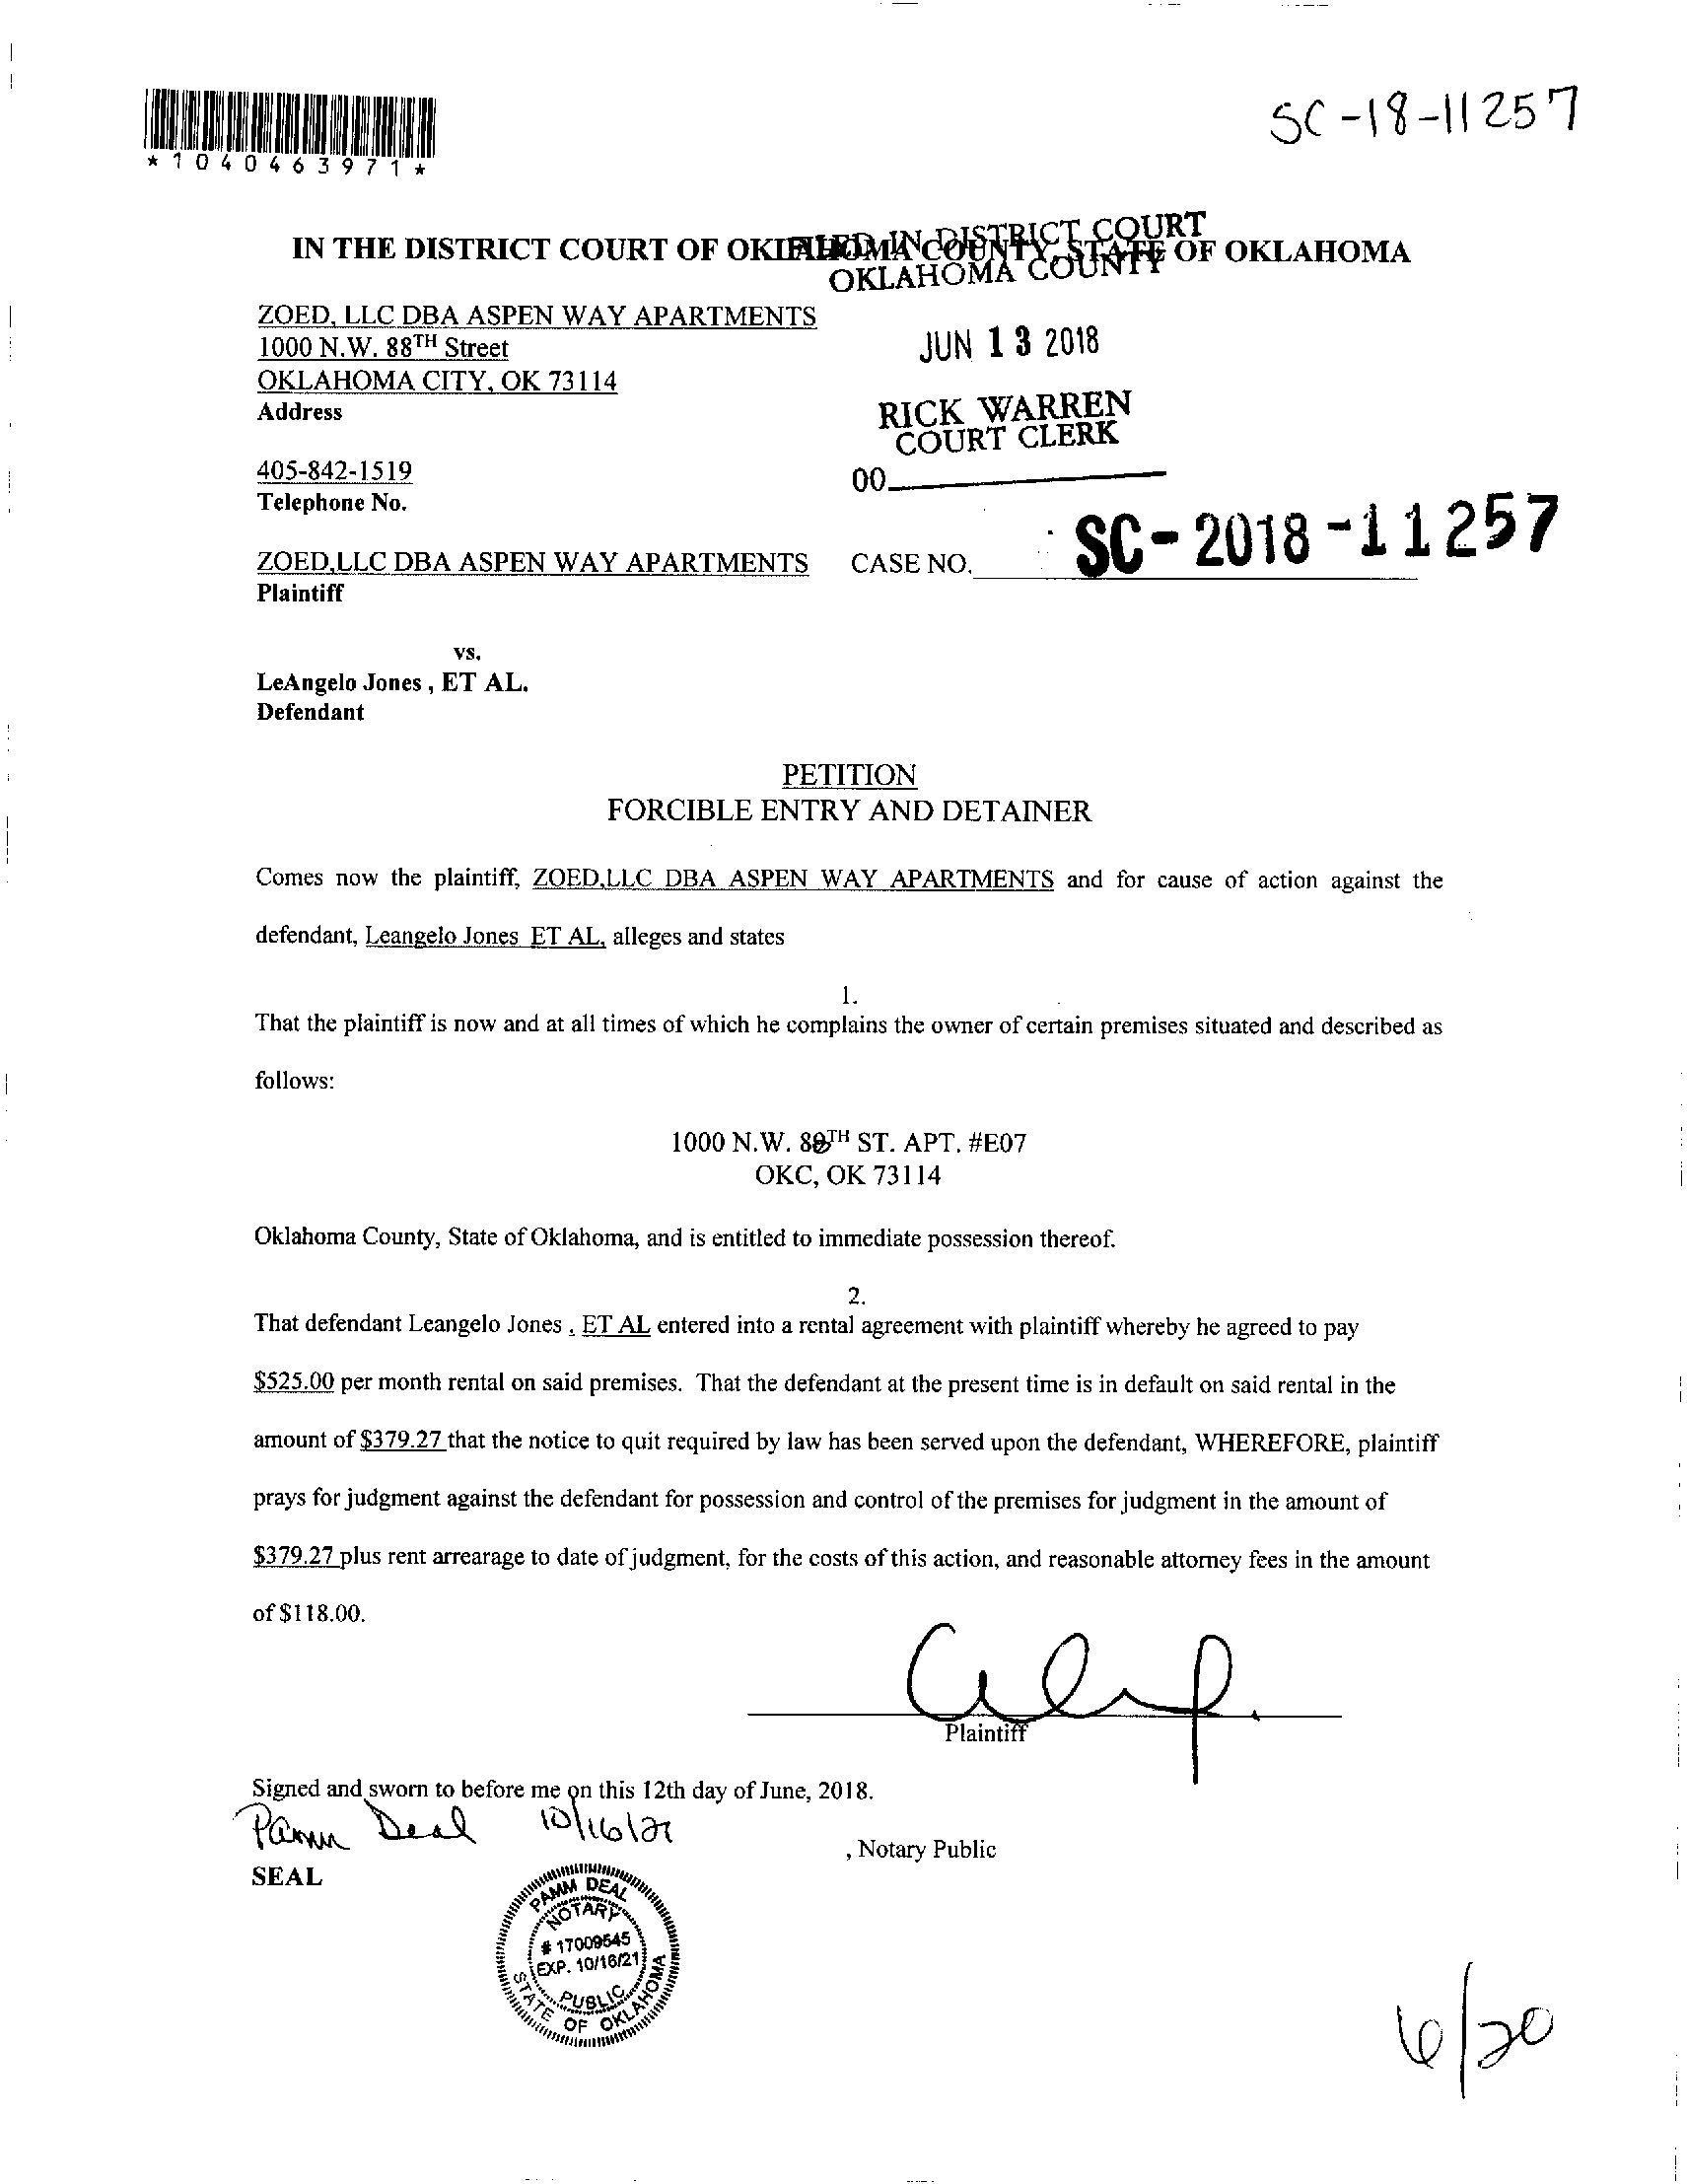 SC-18-11257
*1040463971*
IN THE DISTRICT COURT OF OKLAHOMA COUNTY, STATE OF OKLAHOMA
FILED IN DISTRICT COURT
OKLAHOMA COUNTY
ZOED, LLC DBA ASPEN WAY APARTMENTS
1000 N.W. 88TH Street
OKLAHOMA CITY, OK 73114
Address
JUN 13 2018
RICK WARREN
COURT CLERK
405-842-1519
Telephone No.
00
SC-2018-11257
ZOED,LLC DBA ASPEN WAY APARTMENTS CASE NO.
Plaintiff
vs.
LeAngelo Jones , ET AL.
Defendant
PETITION
FORCIBLE ENTRY AND DETAINER
Comes now the plaintiff, ZOED,LLC DBA ASPEN WAY APARTMENTS and for cause of action against the
defendant, Leangelo Jones ET AL, alleges and states
1.
That the plaintiff is now and at all times of which he complains the owner of certain premises situated and described as
follows:
1000 N.W. 88TH ST. APT. #E07
OKC, OK 73114
Oklahoma County, State of Oklahoma, and is entitled to immediate possession thereof.
2.
That defendant Leangelo Jones , ET AL entered into a rental agreement with plaintiff whereby he agreed to pay
$525.00 per month rental on said premises. That the defendant at the present time is in default on said rental in the
amount of $379.27 that the notice to quit required by law has been served upon the defendant, WHEREFORE, plaintiff
prays for judgment against the defendant for possession and control of the premises for judgment in the amount of
$379.27 plus rent arrearage to date of judgment, for the costs of this action, and reasonable attorney fees in the amount
of $118.00.
Plaintiff
Signed and sworn to before me on this 12th day of June, 2018.
Pamm Deal 10/16/21
, Notary Public
SEAL
PAMM DEAL
NOTARY
# 17009545
EXP. 10/16/21
PUBLIC
STATE OF OKLAHOMA
6/20